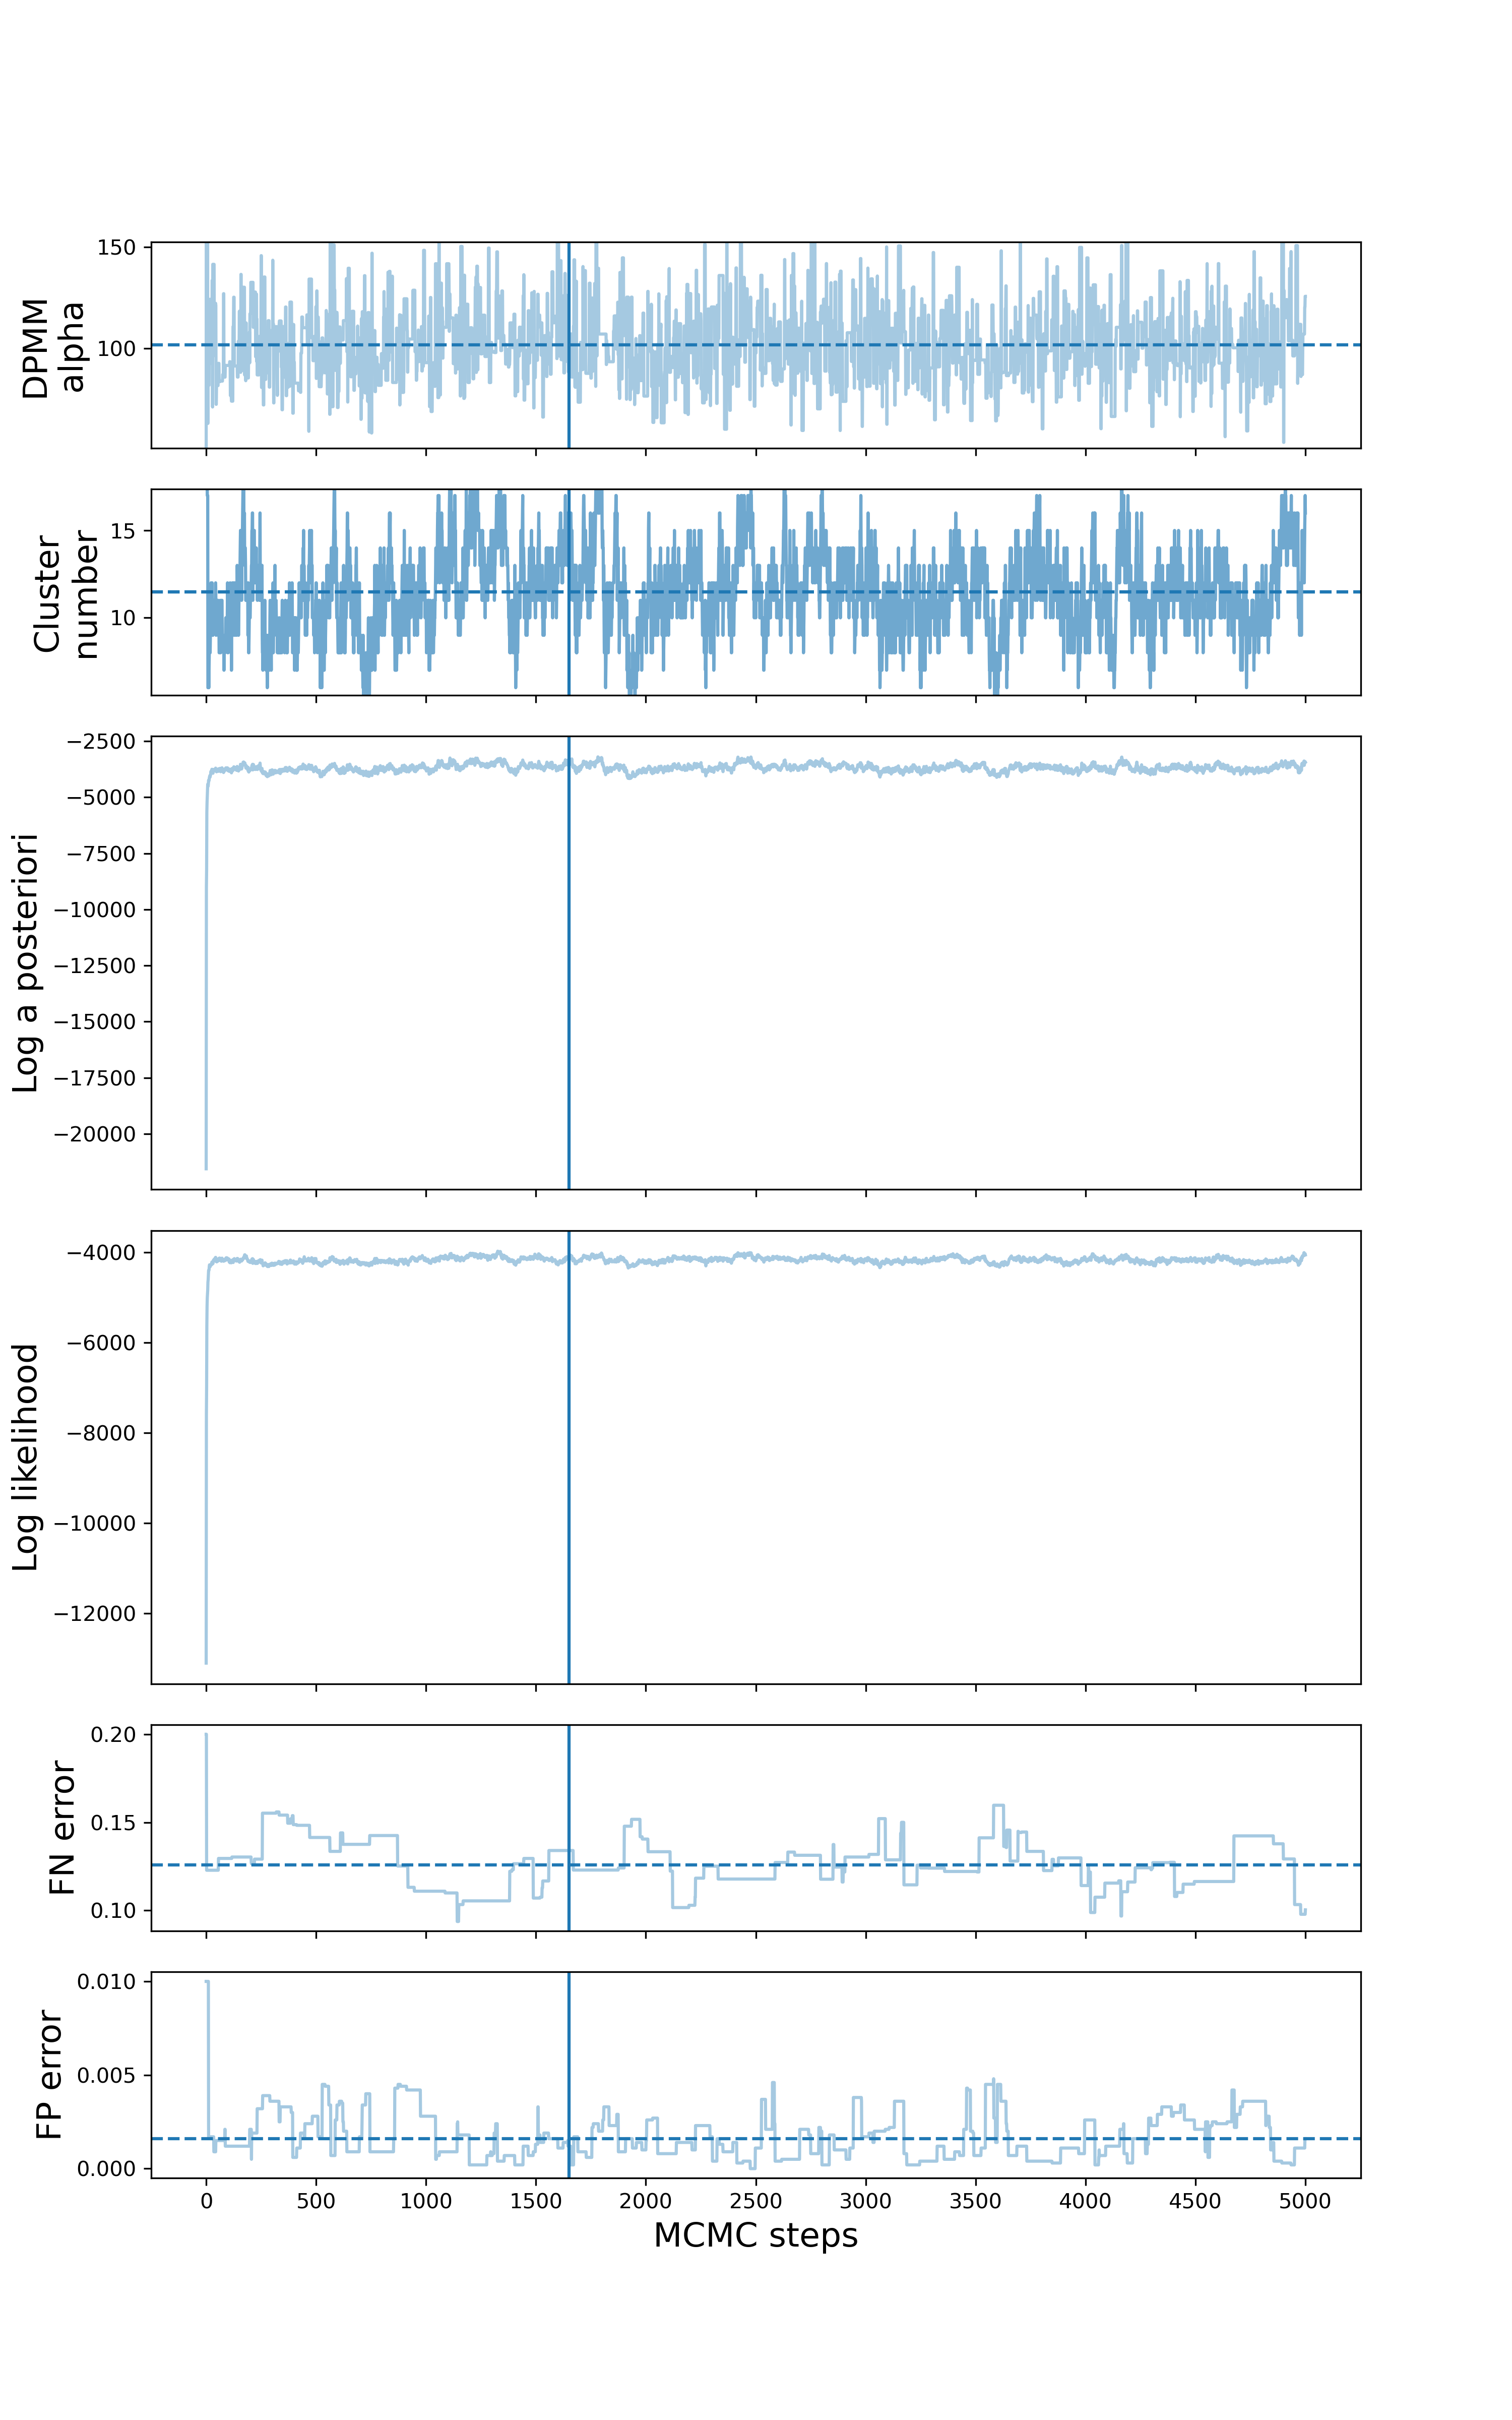 DPMM
alpha
150
100
Cluster
number
15
10
Log a posteriori
−2500
−5000
−7500
−10000
−12500
−15000
−17500
−20000
Log likelihood
−4000
−6000
−8000
−10000
−12000
FN error
0.20
0.15
0.10
FP error
0.010
0.005
0.000
0 500 1000 1500 2000 2500 3000 3500 4000 4500 5000
MCMC steps